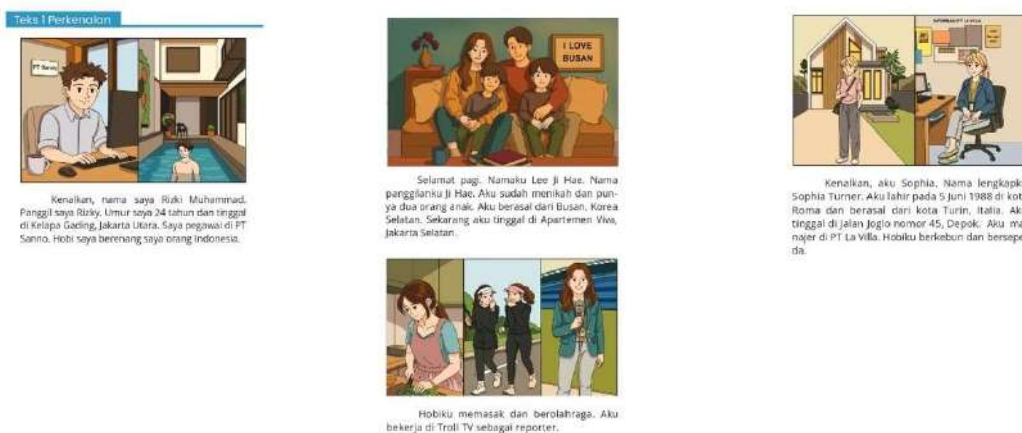 Teks 1 Perkenalan
PT Sanno
Kenalkan, nama saya Rizki Muhammad.
Panggil saya Rizky. Umur saya 24 tahun dan tinggal
di Kelapa Gading, Jakarta Utara. Saya pegawai di PT
Sanno. Hobi saya berenang saya orang Indonesia.
I LOVE
BUSAN
Selamat pagi. Namaku Lee Ji Hae. Nama
panggilanku Ji Hae. Aku sudah menikah dan pun-
ya dua orang anak. Aku berasal dari Busan, Korea
Selatan. Sekarang aku tinggal di Apartemen Viva,
Jakarta Selatan.
Hobiku memasak dan berolahraga. Aku
bekerja di Troll TV sebagai reporter.
Kenalkan, aku Sophia. Nama lengkapk
Sophia Turner. Aku lahir pada 5 Juni 1988 di kot
Roma dan berasal dari kota Turin, Italia. Ak
tinggal di Jalan Joglo nomor 45, Depok. Aku ma
najer di PT La Villa. Hobiku berkebun dan bersepe
da.